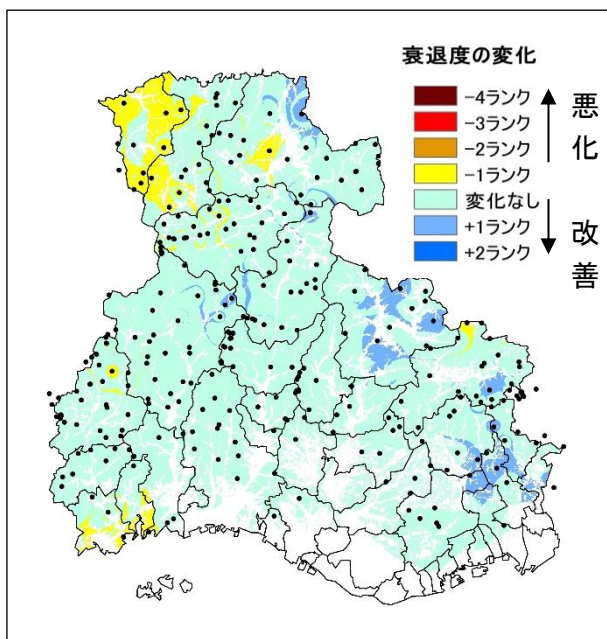 衰退度の変化
-4ランク
-3ランク
-2ランク
-1ランク
変化なし
+1ランク
+2ランク
悪化
改善